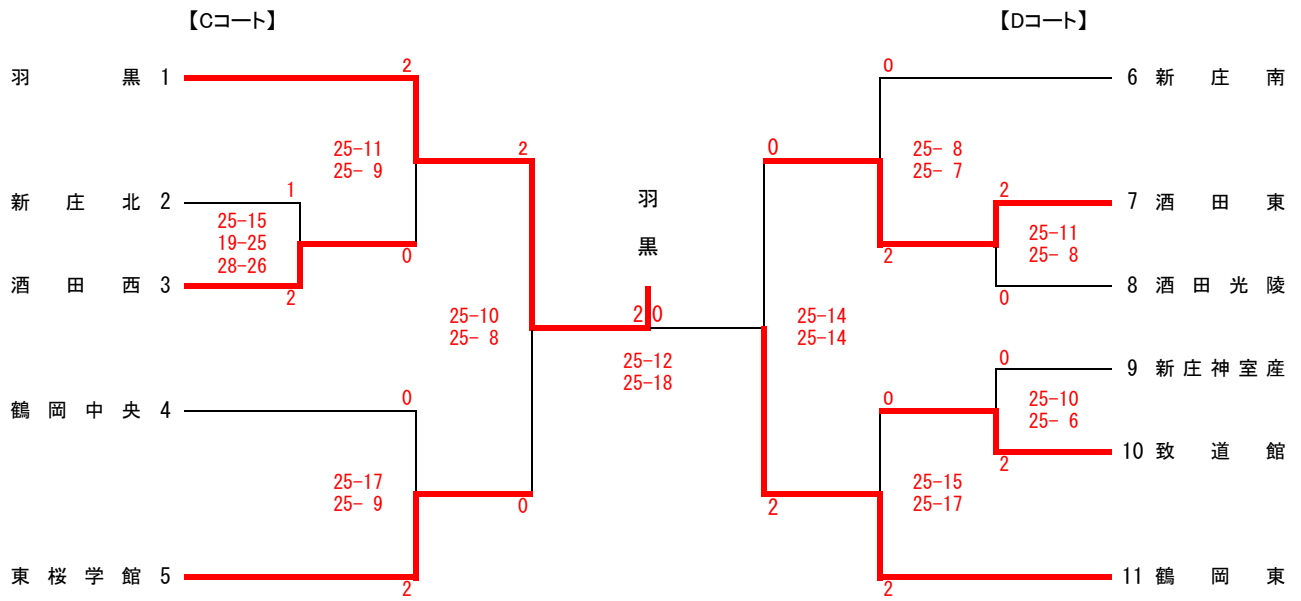 【Cコート】 【Dコート】
羽黒 1 2 0 6 新庄南
25-11 2 0 25- 8
25- 9 25- 7
新庄北 2 1 羽黒 2 7 酒田東
25-15 25-11
19-25 0 2 25- 8
28-26
酒田西 3 2 0 8 酒田光陵
25-10 2 0 25-14
25- 8 25-14
25-12 0 9 新庄神室産
25-18 25-10
鶴岡中央 4 0 0 25- 6
2 10 致道館
25-17 25-15
25- 9 0 2 25-17
東桜学館 5 2 2 11 鶴岡東